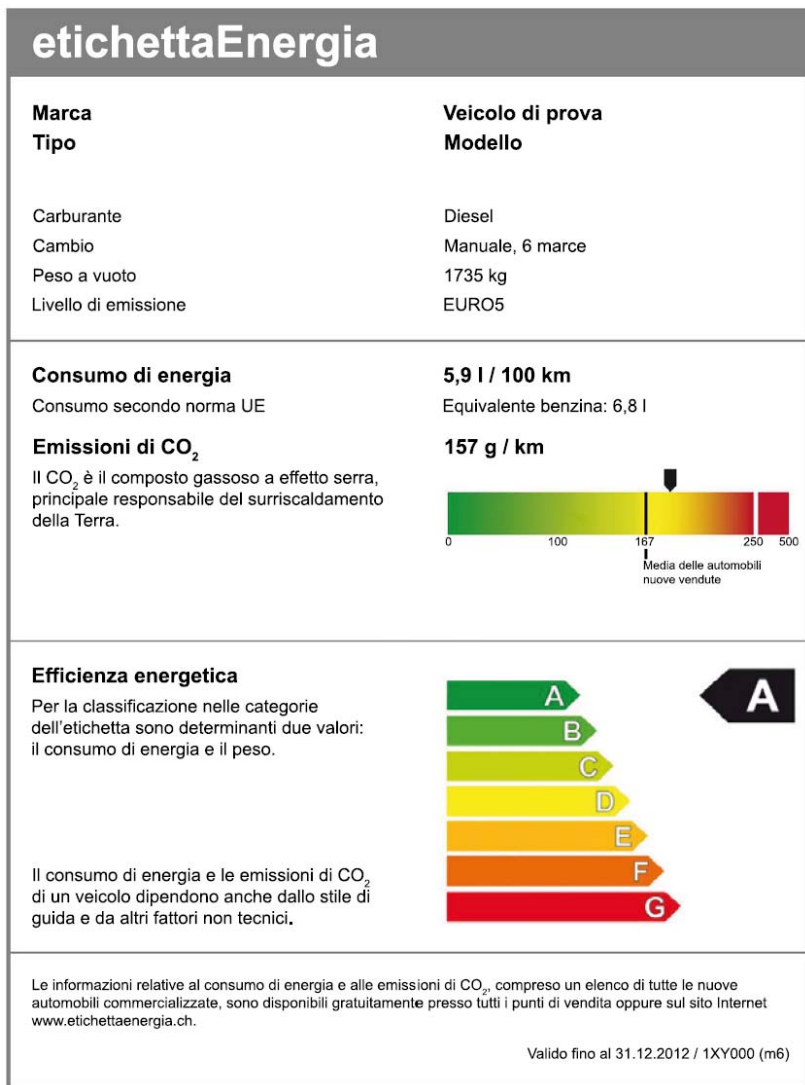 etichettaEnergia
Marca Veicolo di prova
Tipo Modello
Carburante Diesel
Cambio Manuale, 6 marce
Peso a vuoto 1735 kg
Livello di emissione EURO5
Consumo di energia 5,9 l / 100 km
Consumo secondo norma UE Equivalente benzina: 6,8 l
Emissioni di CO₂ 157 g / km
Il CO₂ è il composto gassoso a effetto serra,
principale responsabile del surriscaldamento
della Terra.
0 100 167 250 500
Media delle automobili
nuove vendute
Efficienza energetica
Per la classificazione nelle categorie
dell'etichetta sono determinanti due valori:
il consumo di energia e il peso.
A A
B
C
D
E
F
G
Il consumo di energia e le emissioni di CO₂
di un veicolo dipendono anche dallo stile di
guida e da altri fattori non tecnici.
Le informazioni relative al consumo di energia e alle emissioni di CO₂, compreso un elenco di tutte le nuove
automobili commercializzate, sono disponibili gratuitamente presso tutti i punti di vendita oppure sul sito Internet
www.etichettaenergia.ch.
Valido fino al 31.12.2012 / 1XY000 (m6)